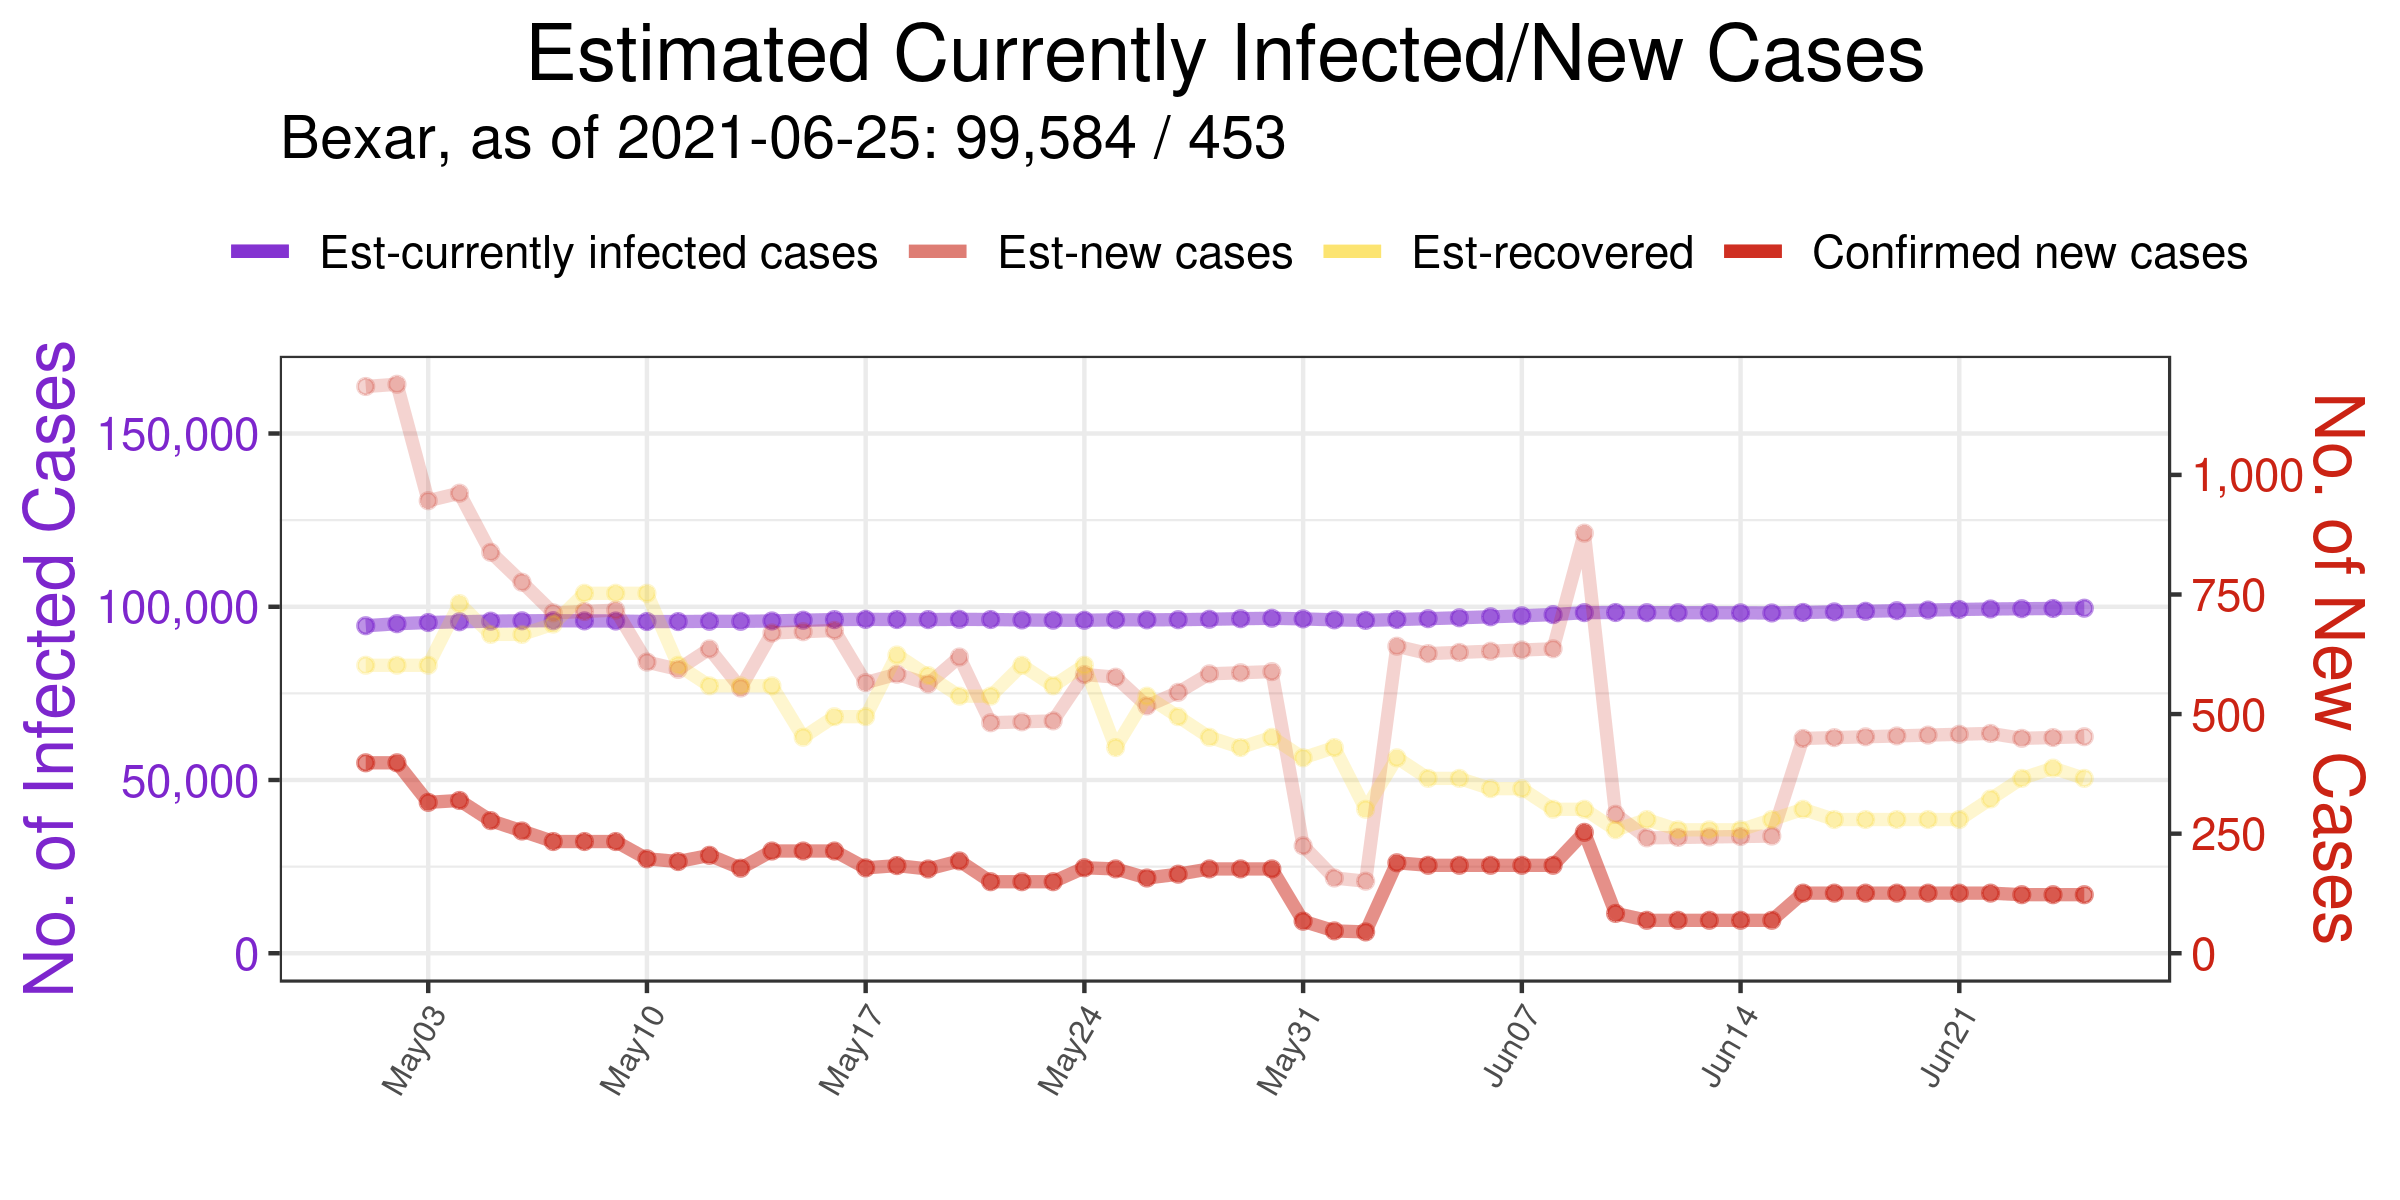 Estimated Currently Infected/New Cases
Bexar, as of 2021-06-25: 99,584 / 453
Est-currently infected cases Est-new cases Est-recovered Confirmed new cases
No. of Infected Cases
150,000
100,000
50,000
0
1,000
750
500
250
0
No. of New Cases
May03 May10 May17 May24 May31 Jun07 Jun14 Jun21